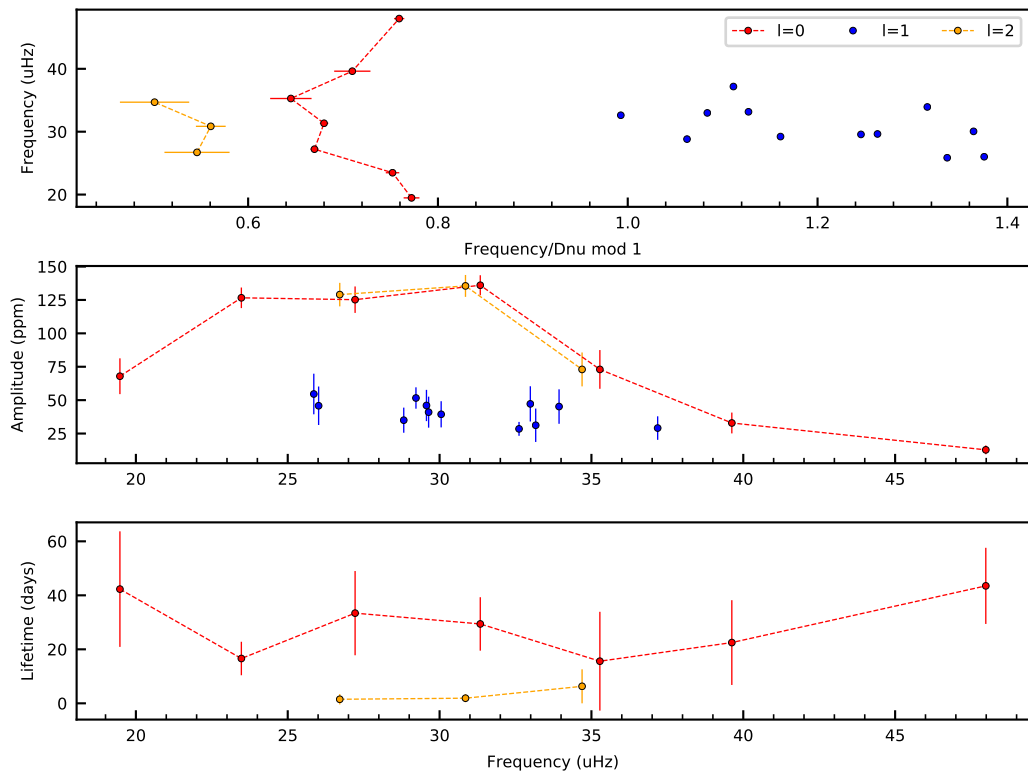 l=0 l=1 l=2
Frequency (uHz)
40
30
20
0.6 0.8 1.0 1.2 1.4
Frequency/Dnu mod 1
Amplitude (ppm)
150
125
100
75
50
25
20 25 30 35 40 45
Lifetime (days)
60
40
20
0
20 25 30 35 40 45
Frequency (uHz)